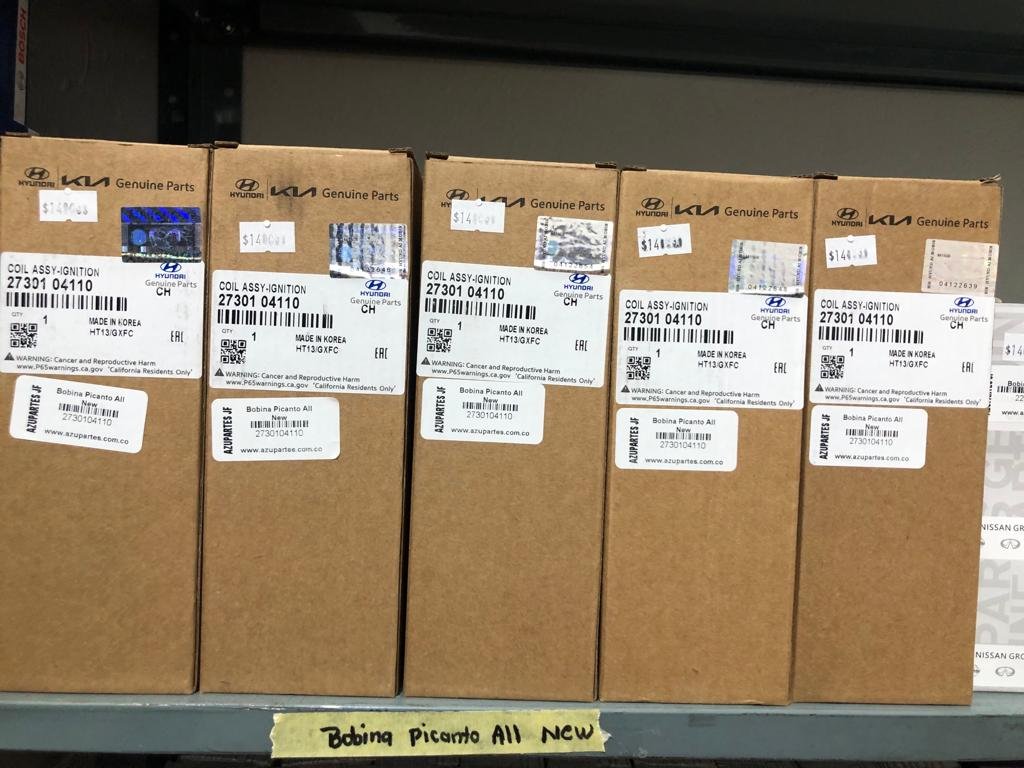 BOSCH
HYUNDAI KIA Genuine Parts
COIL ASSY-IGNITION
27301 04110
HYUNDAI
Genuine Parts
CH
QTY 1
MADE IN KOREA
HT13/GXFC
EAC
WARNING: Cancer and Reproductive Harm
www.P65warnings.ca.gov 'California Residents Only'
AZUPARTES JF
Bobina Picanto All
New
2730104110
www.azupartes.com.co
HYUNDAI KIA Genuine Parts
COIL ASSY-IGNITION
27301 04110
HYUNDAI
Genuine Parts
CH
QTY 1
MADE IN KOREA
HT13/GXFC
EAC
WARNING: Cancer and Reproductive Harm
www.P65warnings.ca.gov 'California Residents Only'
AZUPARTES JF
Bobina Picanto All
New
2730104110
www.azupartes.com.co
HYUNDAI KIA Genuine Parts
COIL ASSY-IGNITION
27301 04110
HYUNDAI
Genuine Parts
CH
QTY 1
MADE IN KOREA
HT13/GXFC
EAC
WARNING: Cancer and Reproductive Harm
www.P65warnings.ca.gov 'California Residents Only'
AZUPARTES JF
Bobina Picanto All
New
2730104110
www.azupartes.com.co
HYUNDAI KIA Genuine Parts
COIL ASSY-IGNITION
27301 04110
HYUNDAI
Genuine Parts
CH
QTY 1
MADE IN KOREA
HT13/GXFC
EAC
WARNING: Cancer and Reproductive Harm
www.P65warnings.ca.gov 'California Residents Only'
AZUPARTES JF
Bobina Picanto All
New
2730104110
www.azupartes.com.co
HYUNDAI KIA Genuine Parts
04122639
COIL ASSY-IGNITION
27301 04110
HYUNDAI
Genuine Parts
CH
QTY 1
MADE IN KOREA
HT13/GXFC
EAC
WARNING: Cancer and Reproductive Harm
www.P65warnings.ca.gov 'California Residents Only'
AZUPARTES JF
Bobina Picanto All
New
2730104110
www.azupartes.com.co
NISSAN GR
NISSAN GRO
Bobina Picanto All New